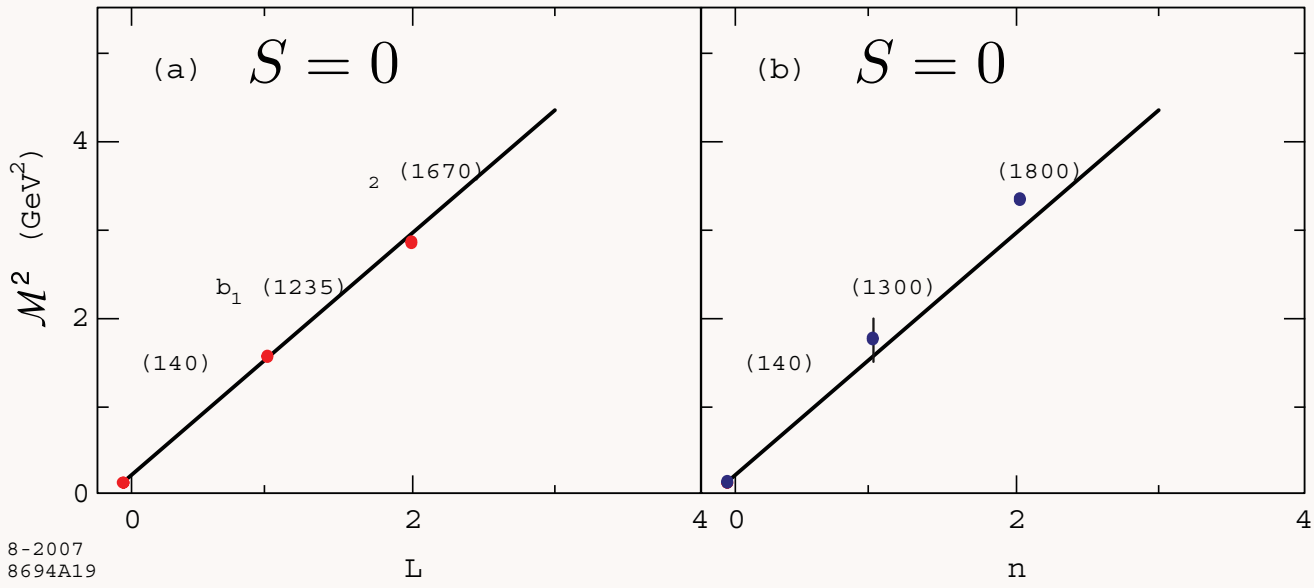 (a) S = 0
(b) S = 0
4
2
0
ℳ² (GeV²)
₂ (1670)
b₁ (1235)
(140)
(1800)
(1300)
(140)
0 2 4
0 2 4
L
n
8-2007
8694A19